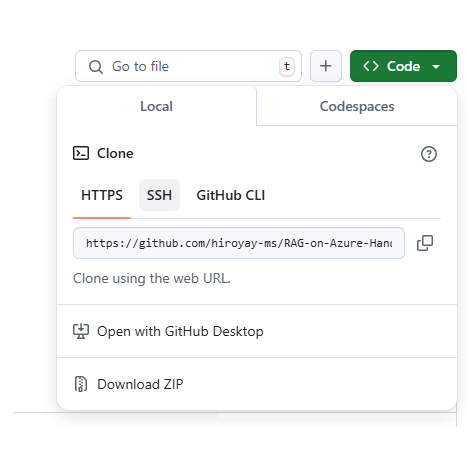 Go to file t + <> Code
Local Codespaces
Clone ?
HTTPS SSH GitHub CLI
https://github.com/hiroyay-ms/RAG-on-Azure-Hand
Clone using the web URL.
Open with GitHub Desktop
Download ZIP